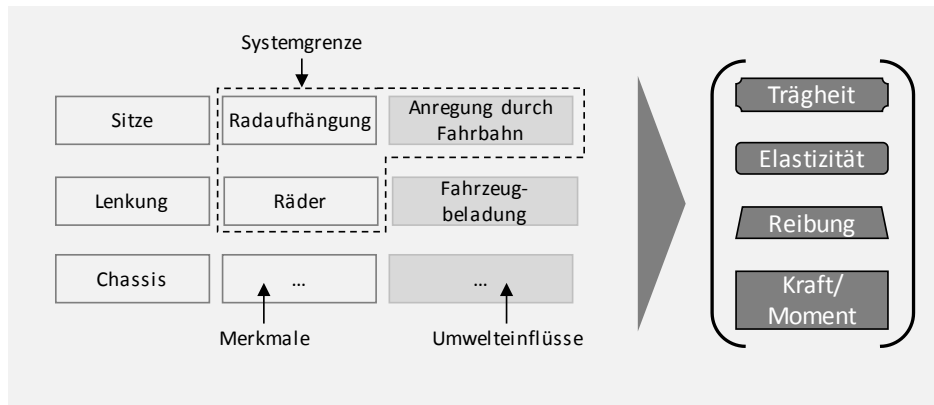 Systemgrenze
Sitze
Radaufhängung
Anregung durch
Fahrbahn
Lenkung
Räder
Fahrzeug-
beladung
Chassis
...
...
Merkmale
Umwelteinflüsse
Trägheit
Elastizität
Reibung
Kraft/
Moment